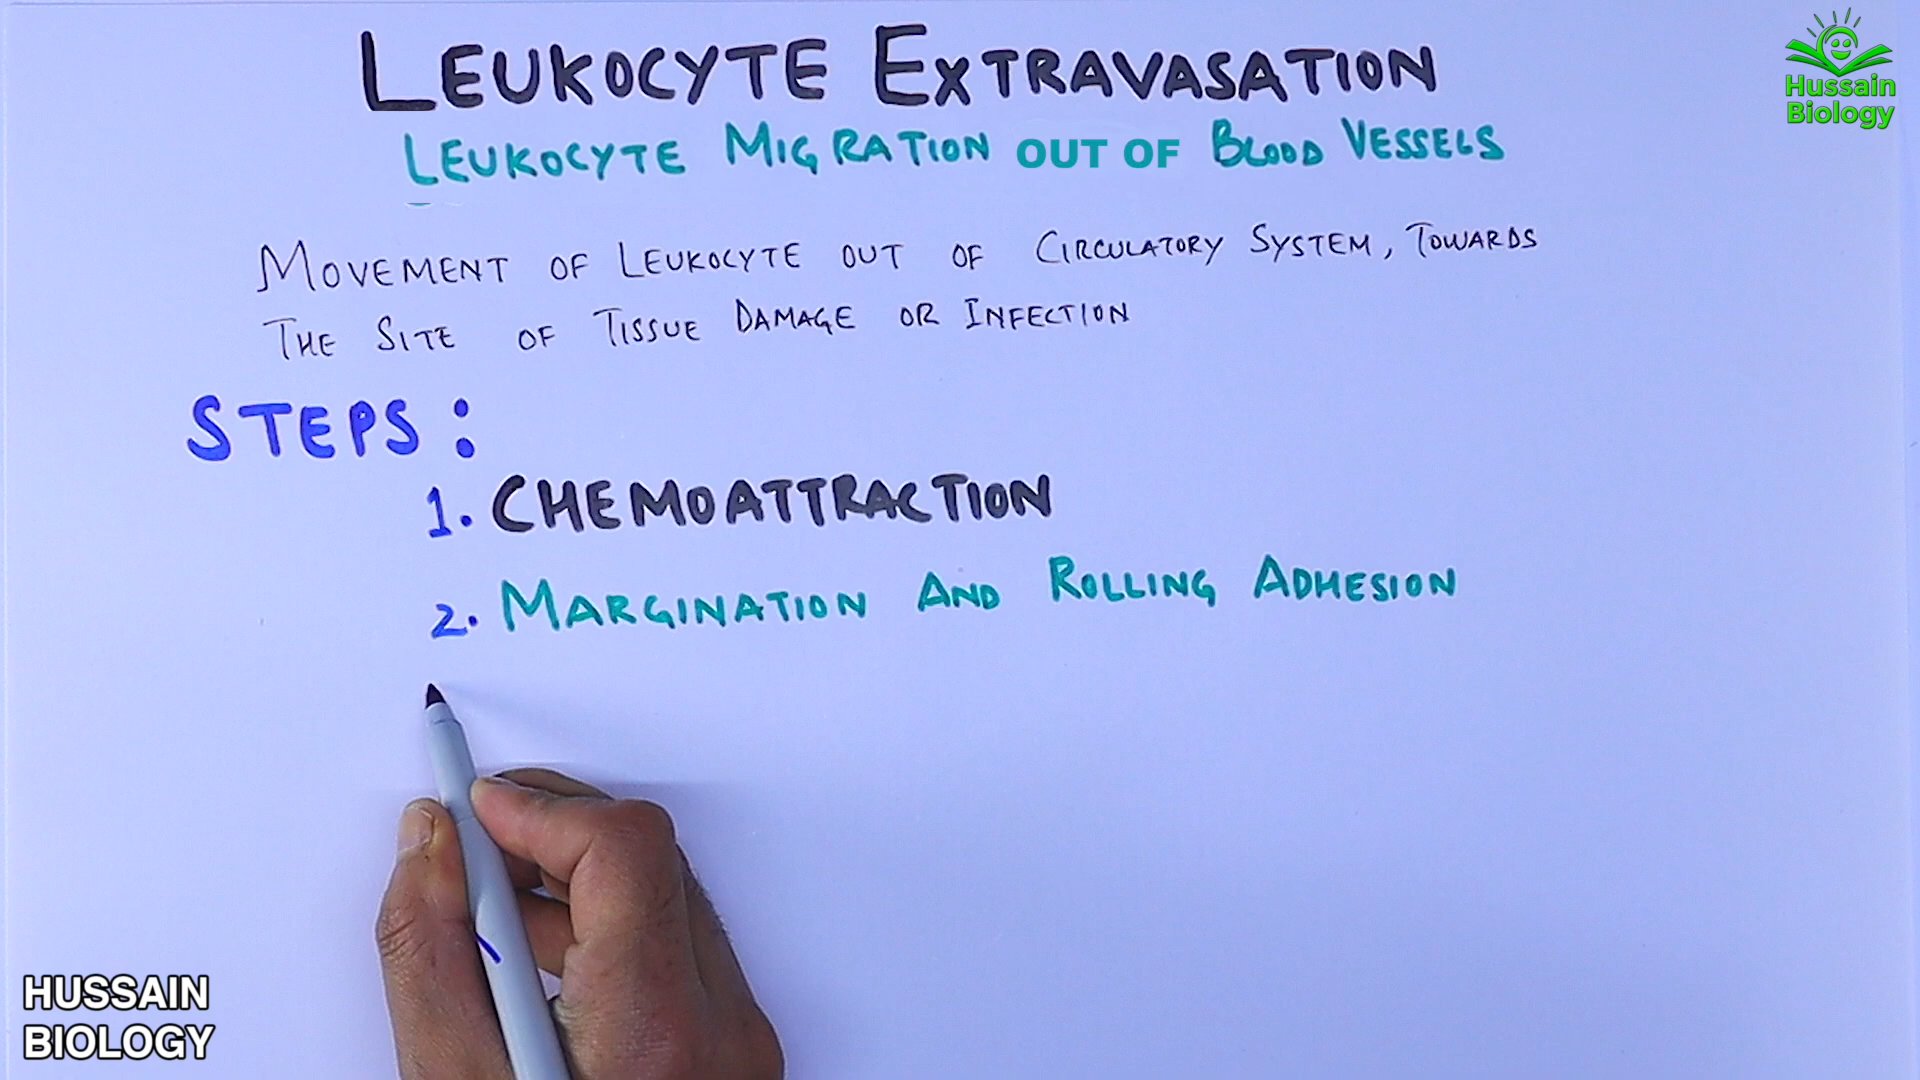 LEUKOCYTE EXTRAVASATION
LEUKOCYTE MIGRATION OUT OF BLOOD VESSELS
MOVEMENT OF LEUKOCYTE OUT OF CIRCULATORY SYSTEM, TOWARDS
THE SITE OF TISSUE DAMAGE OR INFECTION
STEPS:
1. CHEMOATTRACTION
2. MARGINATION AND ROLLING ADHESION
Hussain
Biology
HUSSAIN
BIOLOGY